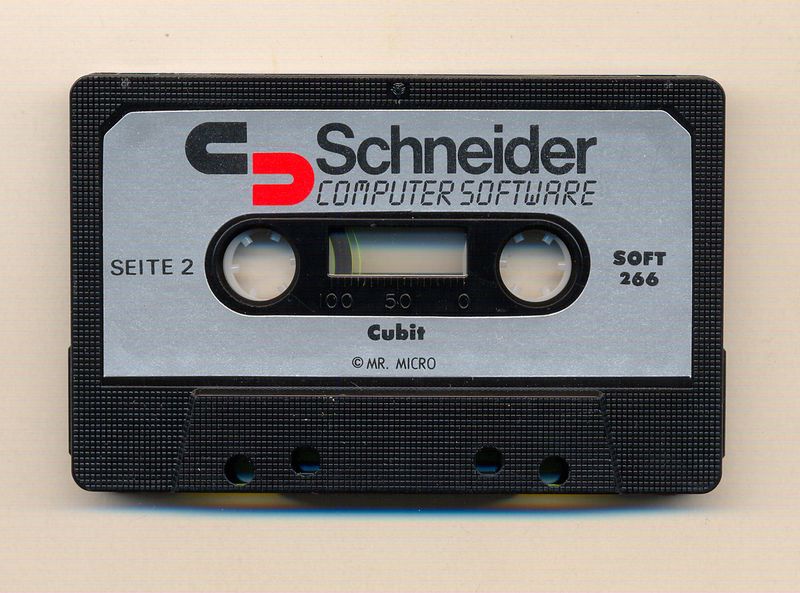 Schneider
COMPUTER SOFTWARE
SEITE 2
SOFT
266
100 50 0
Cubit
© MR. MICRO